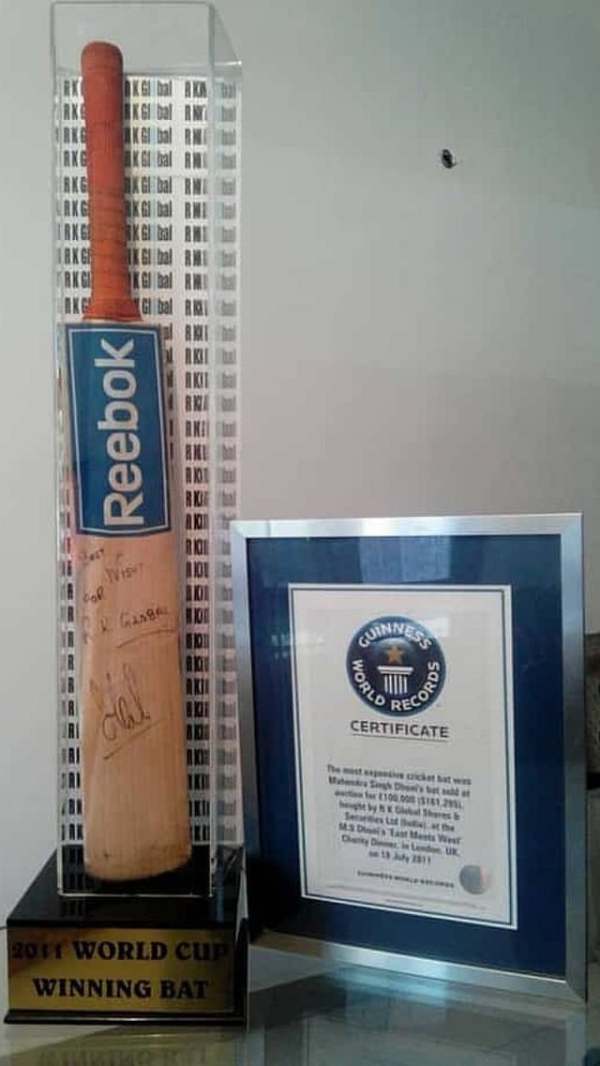 Reebok
Best
Wish
FOR
R K GLOBAL
2011 WORLD CUP
WINNING BAT
GUINNESS
WORLD RECORDS
CERTIFICATE
The most expensive cricket bat was
Mahendra Singh Dhoni's bat sold at
auction for £100,000 ($161,295),
bought by R K Global Shares &
Securities Ltd (India), at the
M.S Dhoni's 'East Meets West'
Charity Dinner, in London, UK,
on 18 July 2011
GUINNESS WORLD RECORDS